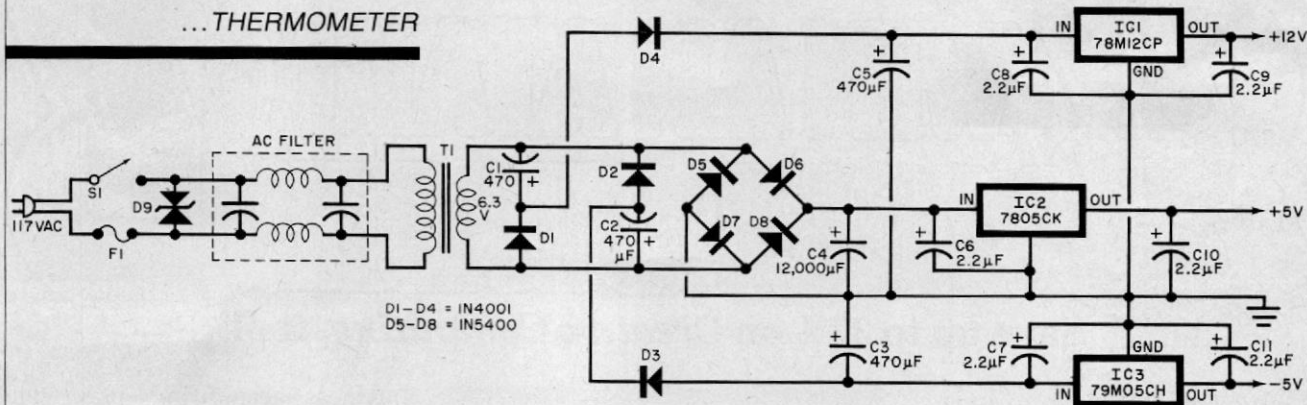 ...THERMOMETER
D4
IN
IC1
78M12CP
OUT
+12V
GND
+
C5
470µF
+
C8
2.2µF
+
C9
2.2µF
AC FILTER
T1
S1
D9
117VAC
F1
6.3
V
C1
470
+
D1
D2
C2
470
µF
+
D5
D6
D7
D8
+
C4
12,000µF
+
C6
2.2µF
IN
IC2
7805CK
OUT
+5V
+
C10
2.2µF
D1-D4 = IN4001
D5-D8 = IN5400
D3
+
C3
470µF
+
C7
2.2µF
GND
IN
IC3
79M05CH
OUT
+
C11
2.2µF
-5V